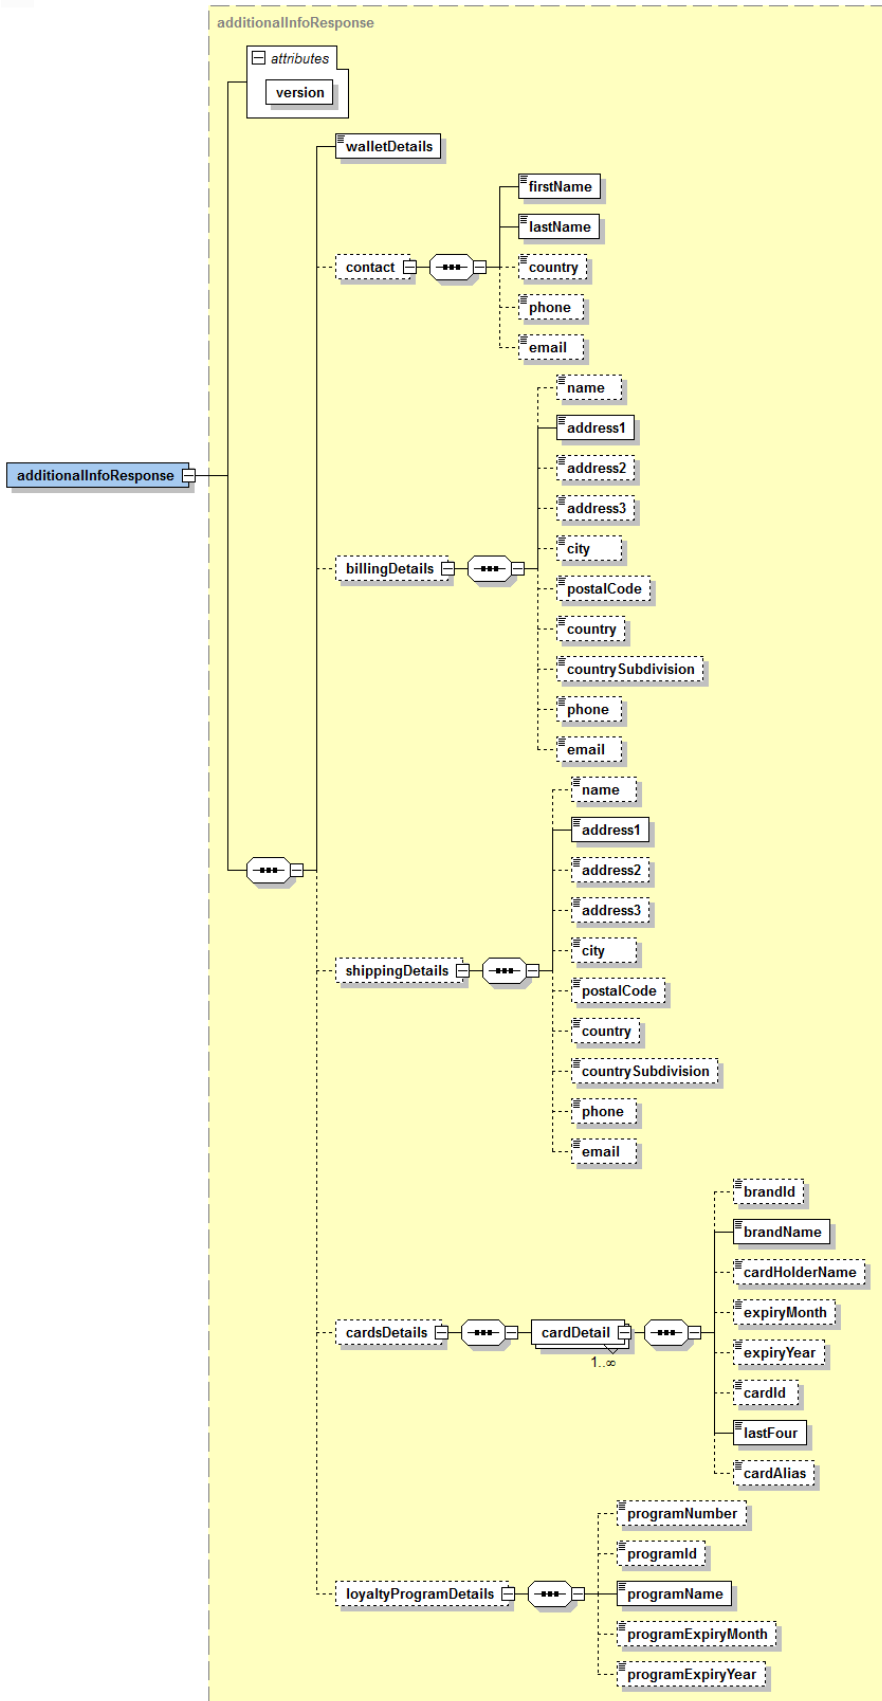 additionalInfoResponse
attributes
version
walletDetails
firstName
lastName
contact
country
phone
email
name
address1
address2
additionalInfoResponse
address3
city
billingDetails
postalCode
country
countrySubdivision
phone
email
name
address1
address2
address3
city
shippingDetails
postalCode
country
countrySubdivision
phone
email
brandId
brandName
cardHolderName
expiryMonth
cardsDetails
cardDetail
1..∞
expiryYear
cardId
lastFour
cardAlias
programNumber
programId
loyaltyProgramDetails
programName
programExpiryMonth
programExpiryYear